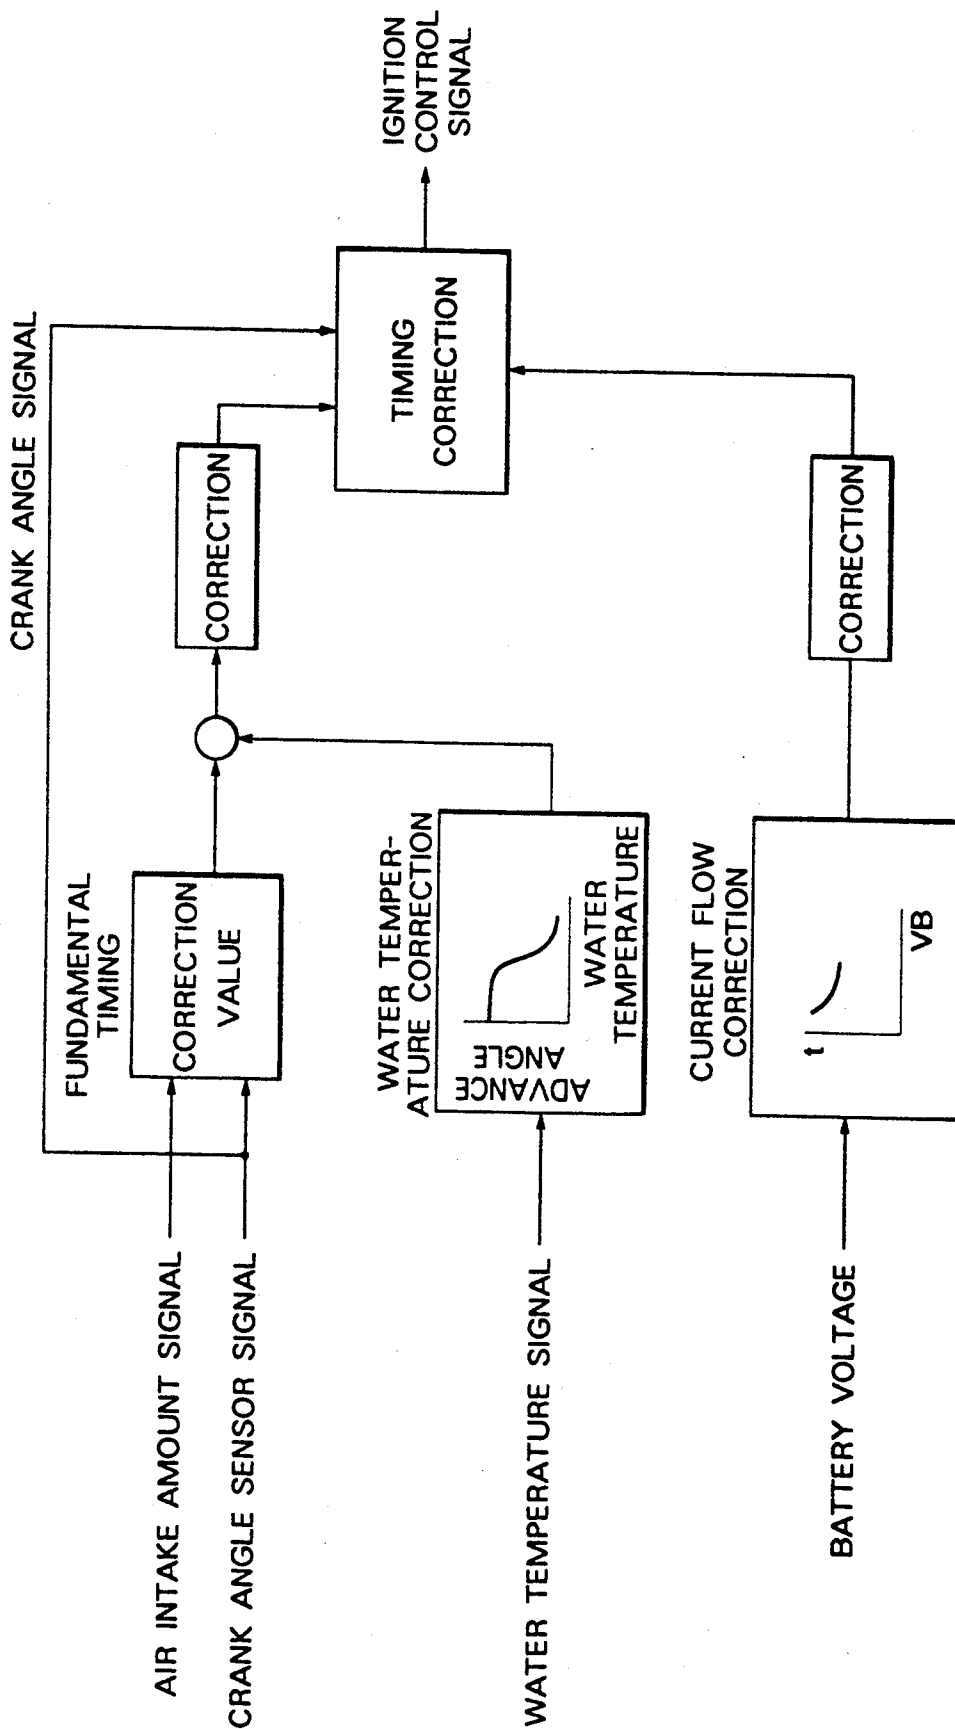 CRANK ANGLE SIGNAL
FUNDAMENTAL
TIMING
AIR INTAKE AMOUNT SIGNAL
CRANK ANGLE SENSOR SIGNAL
CORRECTION
VALUE
CORRECTION
TIMING
CORRECTION
IGNITION
CONTROL
SIGNAL
WATER TEMPER-
ATURE CORRECTION
WATER TEMPERATURE SIGNAL
ADVANCE
ANGLE
WATER
TEMPERATURE
CURRENT FLOW
CORRECTION
BATTERY VOLTAGE
t
VB
CORRECTION